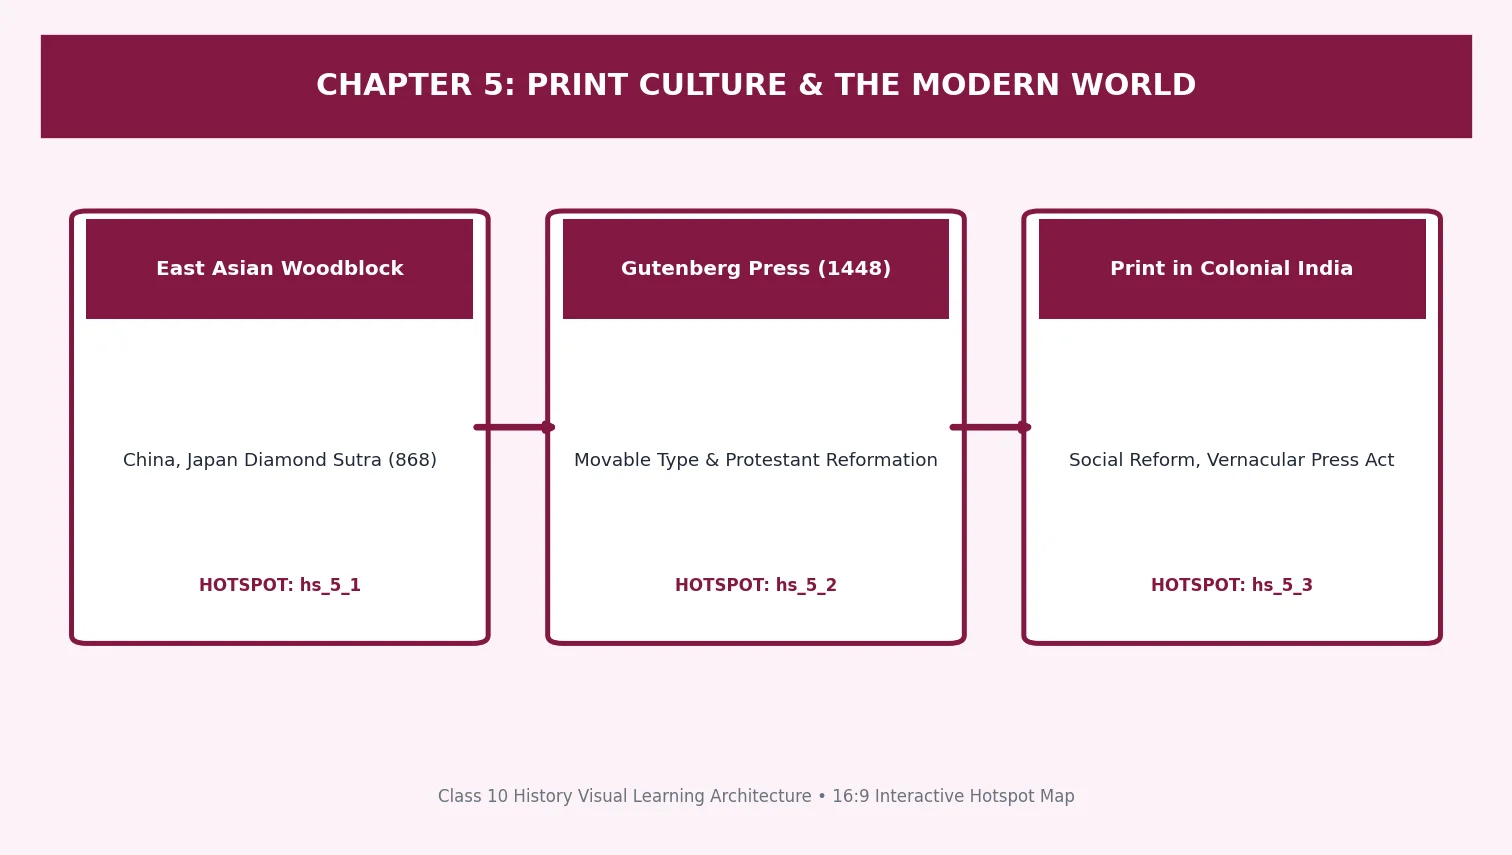 CHAPTER 5: PRINT CULTURE & THE MODERN WORLD
East Asian Woodblock
China, Japan Diamond Sutra (868)
HOTSPOT: hs_5_1
Gutenberg Press (1448)
Movable Type & Protestant Reformation
HOTSPOT: hs_5_2
Print in Colonial India
Social Reform, Vernacular Press Act
HOTSPOT: hs_5_3
Class 10 History Visual Learning Architecture • 16:9 Interactive Hotspot Map